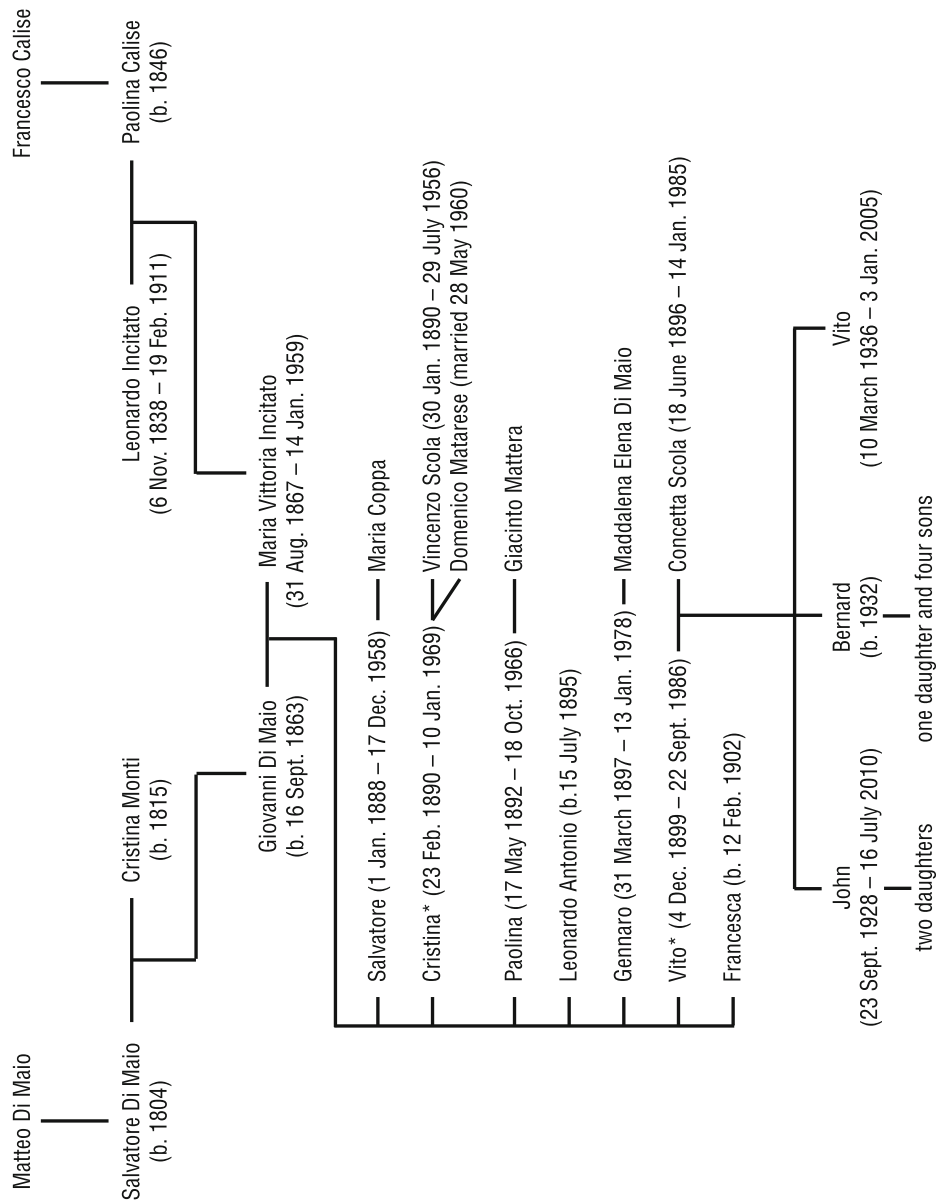 Matteo Di Maio
Francesco Calise
Salvatore Di Maio
(b. 1804)
Cristina Monti
(b. 1815)
Leonardo Incitato
(6 Nov. 1838 – 19 Feb. 1911)
Paolina Calise
(b. 1846)
Giovanni Di Maio
(b. 16 Sept. 1863)
Maria Vittoria Incitato
(31 Aug. 1867 – 14 Jan. 1959)
Salvatore (1 Jan. 1888 – 17 Dec. 1958)
Maria Coppa
Cristina* (23 Feb. 1890 – 10 Jan. 1969)
Vincenzo Scola (30 Jan. 1890 – 29 July 1956)
Domenico Matarese (married 28 May 1960)
Paolina (17 May 1892 – 18 Oct. 1966)
Giacinto Mattera
Leonardo Antonio (b.15 July 1895)
Gennaro (31 March 1897 – 13 Jan. 1978)
Maddalena Elena Di Maio
Vito* (4 Dec. 1899 – 22 Sept. 1986)
Concetta Scola (18 June 1896 – 14 Jan. 1985)
Francesca (b. 12 Feb. 1902)
John
(23 Sept. 1928 – 16 July 2010)
two daughters
Bernard
(b. 1932)
one daughter and four sons
Vito
(10 March 1936 – 3 Jan. 2005)